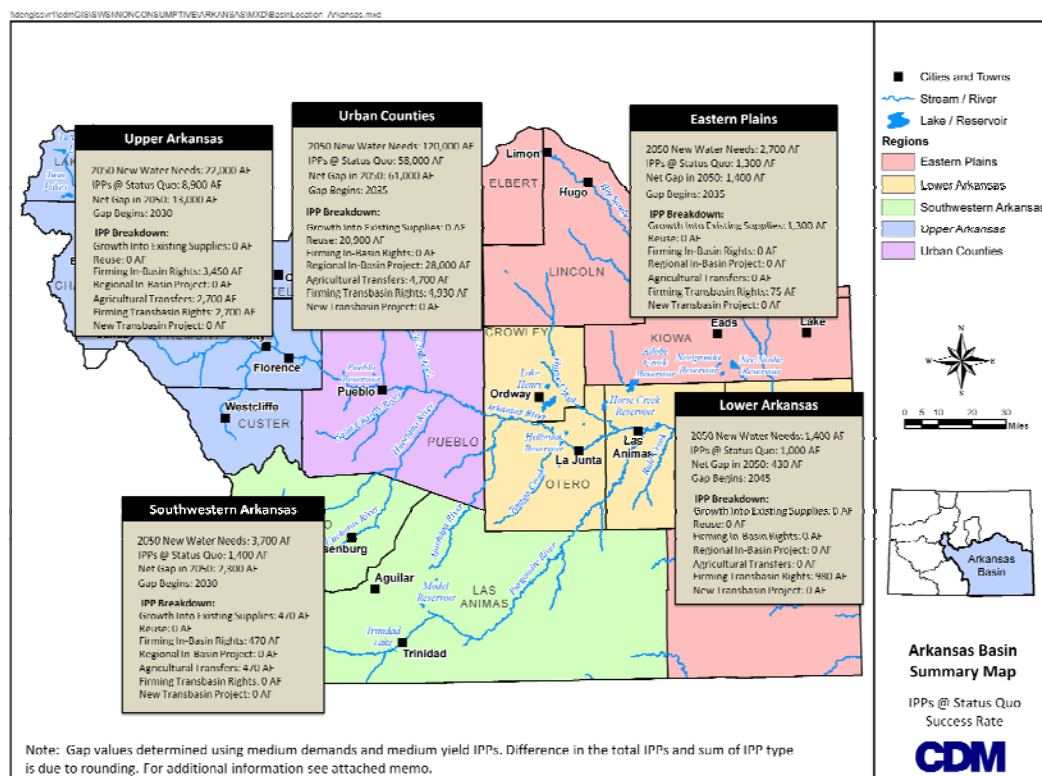 Upper Arkansas
2050 New Water Needs: 22,000 AF
IPPs @ Status Quo: 8,900 AF
Net Gap in 2050: 13,000 AF
Gap Begins: 2030
IPP Breakdown:
Growth Into Existing Supplies: 0 AF
Reuse: 0 AF
Firming In-Basin Rights: 3,450 AF
Regional In-Basin Project: 0 AF
Agricultural Transfers: 2,700 AF
Firming Transbasin Rights: 2,700 AF
New Transbasin Project: 0 AF
Urban Counties
2050 New Water Needs: 120,000 AF
IPPs @ Status Quo: 58,000 AF
Net Gap in 2050: 61,000 AF
Gap Begins: 2035
IPP Breakdown:
Growth Into Existing Supplies: 0 AF
Reuse: 20,900 AF
Firming In-Basin Rights: 0 AF
Regional In-Basin Project: 28,000 AF
Agricultural Transfers: 4,700 AF
Firming Transbasin Rights: 4,930 AF
New Transbasin Project: 0 AF
Eastern Plains
2050 New Water Needs: 2,700 AF
IPPs @ Status Quo: 1,300 AF
Net Gap in 2050: 1,400 AF
Gap Begins: 2035
IPP Breakdown:
Growth Into Existing Supplies: 1,300 AF
Reuse: 0 AF
Firming In-Basin Rights: 0 AF
Regional In-Basin Project: 0 AF
Agricultural Transfers: 0 AF
Firming Transbasin Rights: 75 AF
New Transbasin Project: 0 AF
Limon
ELBERT
Hugo
LINCOLN
CROWLEY
KIOWA
Eads
Lake
Adobe
Creek
Reservoir
Florence
Westcliffe
CUSTER
Pueblo
Reservoir
Pueblo
Saint Charles River
Huerfano River
PUEBLO
Lake
Henry
Ordway
Arkansas River
Holbrook
Reservoir
La Junta
OTERO
Horse Creek
Reservoir
Las
Animas
Apishapa River
Purgatoire River
Lower Arkansas
2050 New Water Needs: 1,400 AF
IPPs @ Status Quo: 1,000 AF
Net Gap in 2050: 430 AF
Gap Begins: 2045
IPP Breakdown:
Growth Into Existing Supplies: 0 AF
Reuse: 0 AF
Firming In-Basin Rights: 0 AF
Regional In-Basin Project: 0 AF
Agricultural Transfers: 0 AF
Firming Transbasin Rights: 980 AF
New Transbasin Project: 0 AF
Southwestern Arkansas
2050 New Water Needs: 3,700 AF
IPPs @ Status Quo: 1,400 AF
Net Gap in 2050: 2,300 AF
Gap Begins: 2030
IPP Breakdown:
Growth Into Existing Supplies: 470 AF
Reuse: 0 AF
Firming In-Basin Rights: 470 AF
Regional In-Basin Project: 0 AF
Agricultural Transfers: 470 AF
Firming Transbasin Rights: 0 AF
New Transbasin Project: 0 AF
Cucharas River
senburg
Aguilar
Model
Reservoir
LAS
ANIMAS
Trinidad
Lake
Trinidad
Cities and Towns
Stream / River
Lake / Reservoir
Regions
Eastern Plains
Lower Arkansas
Southwestern Arkansas
Upper Arkansas
Urban Counties
N
W E
S
0 5 10 20 30
Miles
Arkansas
Basin
Arkansas Basin
Summary Map
IPPs @ Status Quo
Success Rate
CDM
Note: Gap values determined using medium demands and medium yield IPPs. Difference in the total IPPs and sum of IPP type
is due to rounding. For additional information see attached memo.